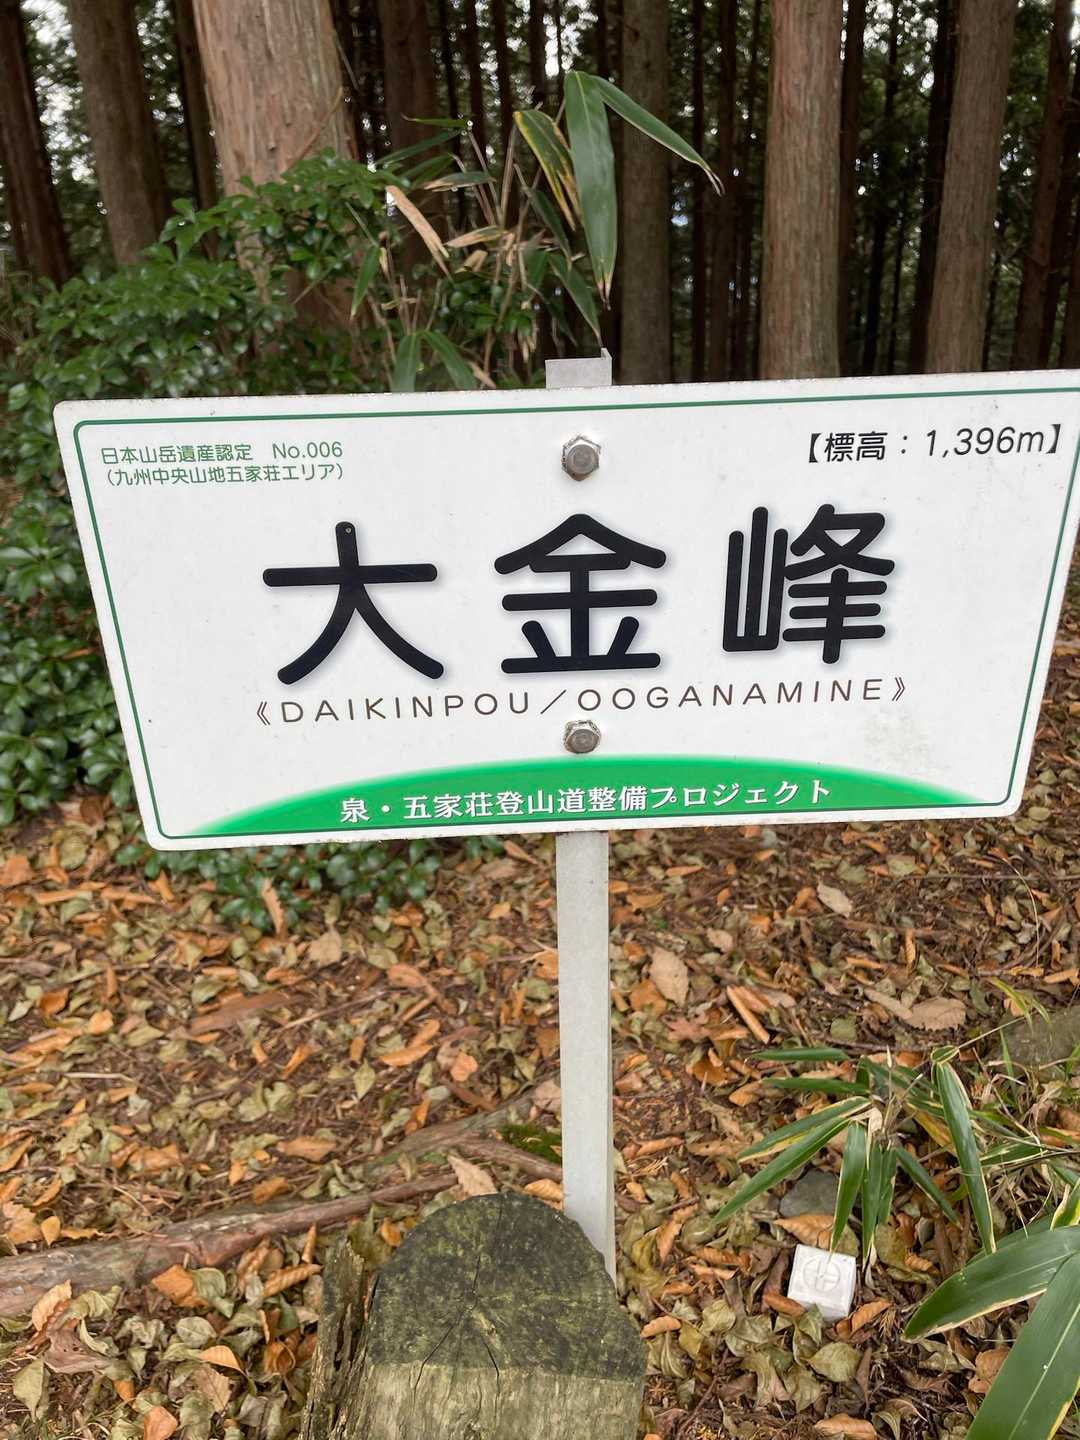 日本山岳遺産認定　No.006
（九州中央山地五家荘エリア）
【標高：1,396m】
大金峰
《DAIKINPOU／OOGANAMINE》
泉・五家荘登山道整備プロジェクト